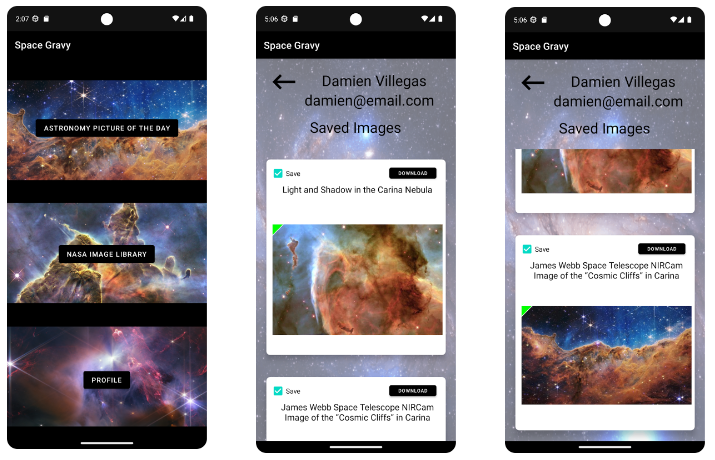 2:07
Space Gravy
ASTRONOMY PICTURE OF THE DAY
NASA IMAGE LIBRARY
PROFILE
5:06
Space Gravy
Damien Villegas
damien@email.com
Saved Images
Save
DOWNLOAD
Light and Shadow in the Carina Nebula
Save
DOWNLOAD
James Webb Space Telescope NIRCam
Image of the “Cosmic Cliffs” in Carina
5:06
Space Gravy
Damien Villegas
damien@email.com
Saved Images
Save
DOWNLOAD
James Webb Space Telescope NIRCam
Image of the “Cosmic Cliffs” in Carina